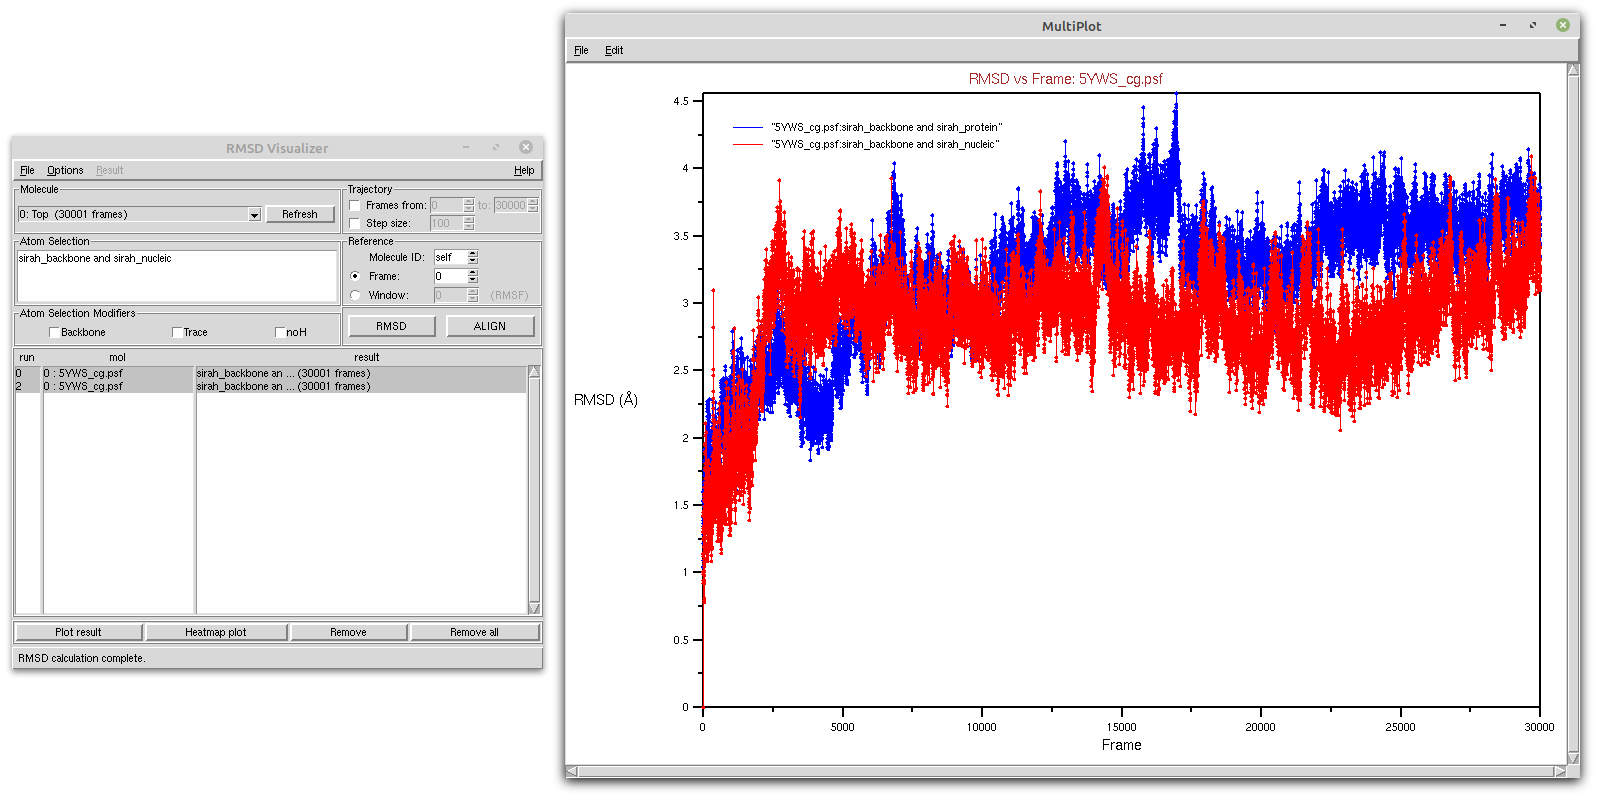 RMSD Visualizer
File Options Result Help
Molecule
0: Top (30001 frames) Refresh
Trajectory
Frames from: 0 to: 30000
Step size: 100
Atom Selection
sirah_backbone and sirah_nucleic
Reference
Molecule ID: self
Frame: 0
Window: 0 (RMSF)
Atom Selection Modifiers
Backbone Trace noH
RMSD ALIGN
run mol result
0 0 : 5YWS_cg.psf sirah_backbone an ... (30001 frames)
2 0 : 5YWS_cg.psf sirah_backbone an ... (30001 frames)
Plot result Heatmap plot Remove Remove all
RMSD calculation complete.
MultiPlot
File Edit
RMSD vs Frame: 5YWS_cg.psf
"5YWS_cg.psf:sirah_backbone and sirah_protein"
"5YWS_cg.psf:sirah_backbone and sirah_nucleic"
4.5
4
3.5
3
2.5
2
1.5
1
0.5
0
RMSD (Å)
0 5000 10000 15000 20000 25000 30000
Frame